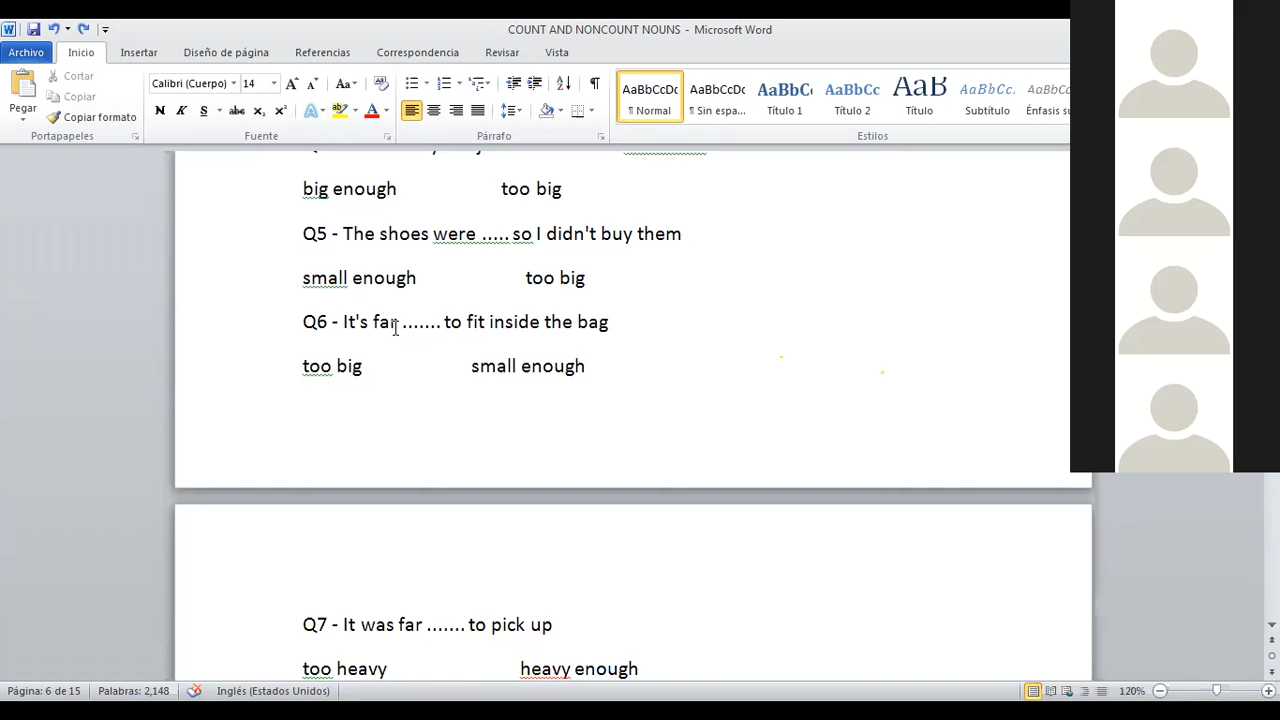 COUNT AND NONCOUNT NOUNS - Microsoft Word
Archivo Inicio Insertar Diseño de página Referencias Correspondencia Revisar Vista
Pegar
Cortar
Copiar
Copiar formato
Portapapeles
Calibri (Cuerpo) 14
Fuente
Párrafo
AaBbCcDc AaBbCcDc AaBbC AaBbCc AaB AaBbCc. AaBbCc
¶ Normal ¶ Sin espa... Título 1 Título 2 Título Subtítulo Énfasis su
Estilos
big enough too big
Q5 - The shoes were ..... so I didn't buy them
small enough too big
Q6 - It's far ....... to fit inside the bag
too big small enough
Q7 - It was far ....... to pick up
too heavy heavy enough
Página: 6 de 15 Palabras: 2,148 Inglés (Estados Unidos) 120%